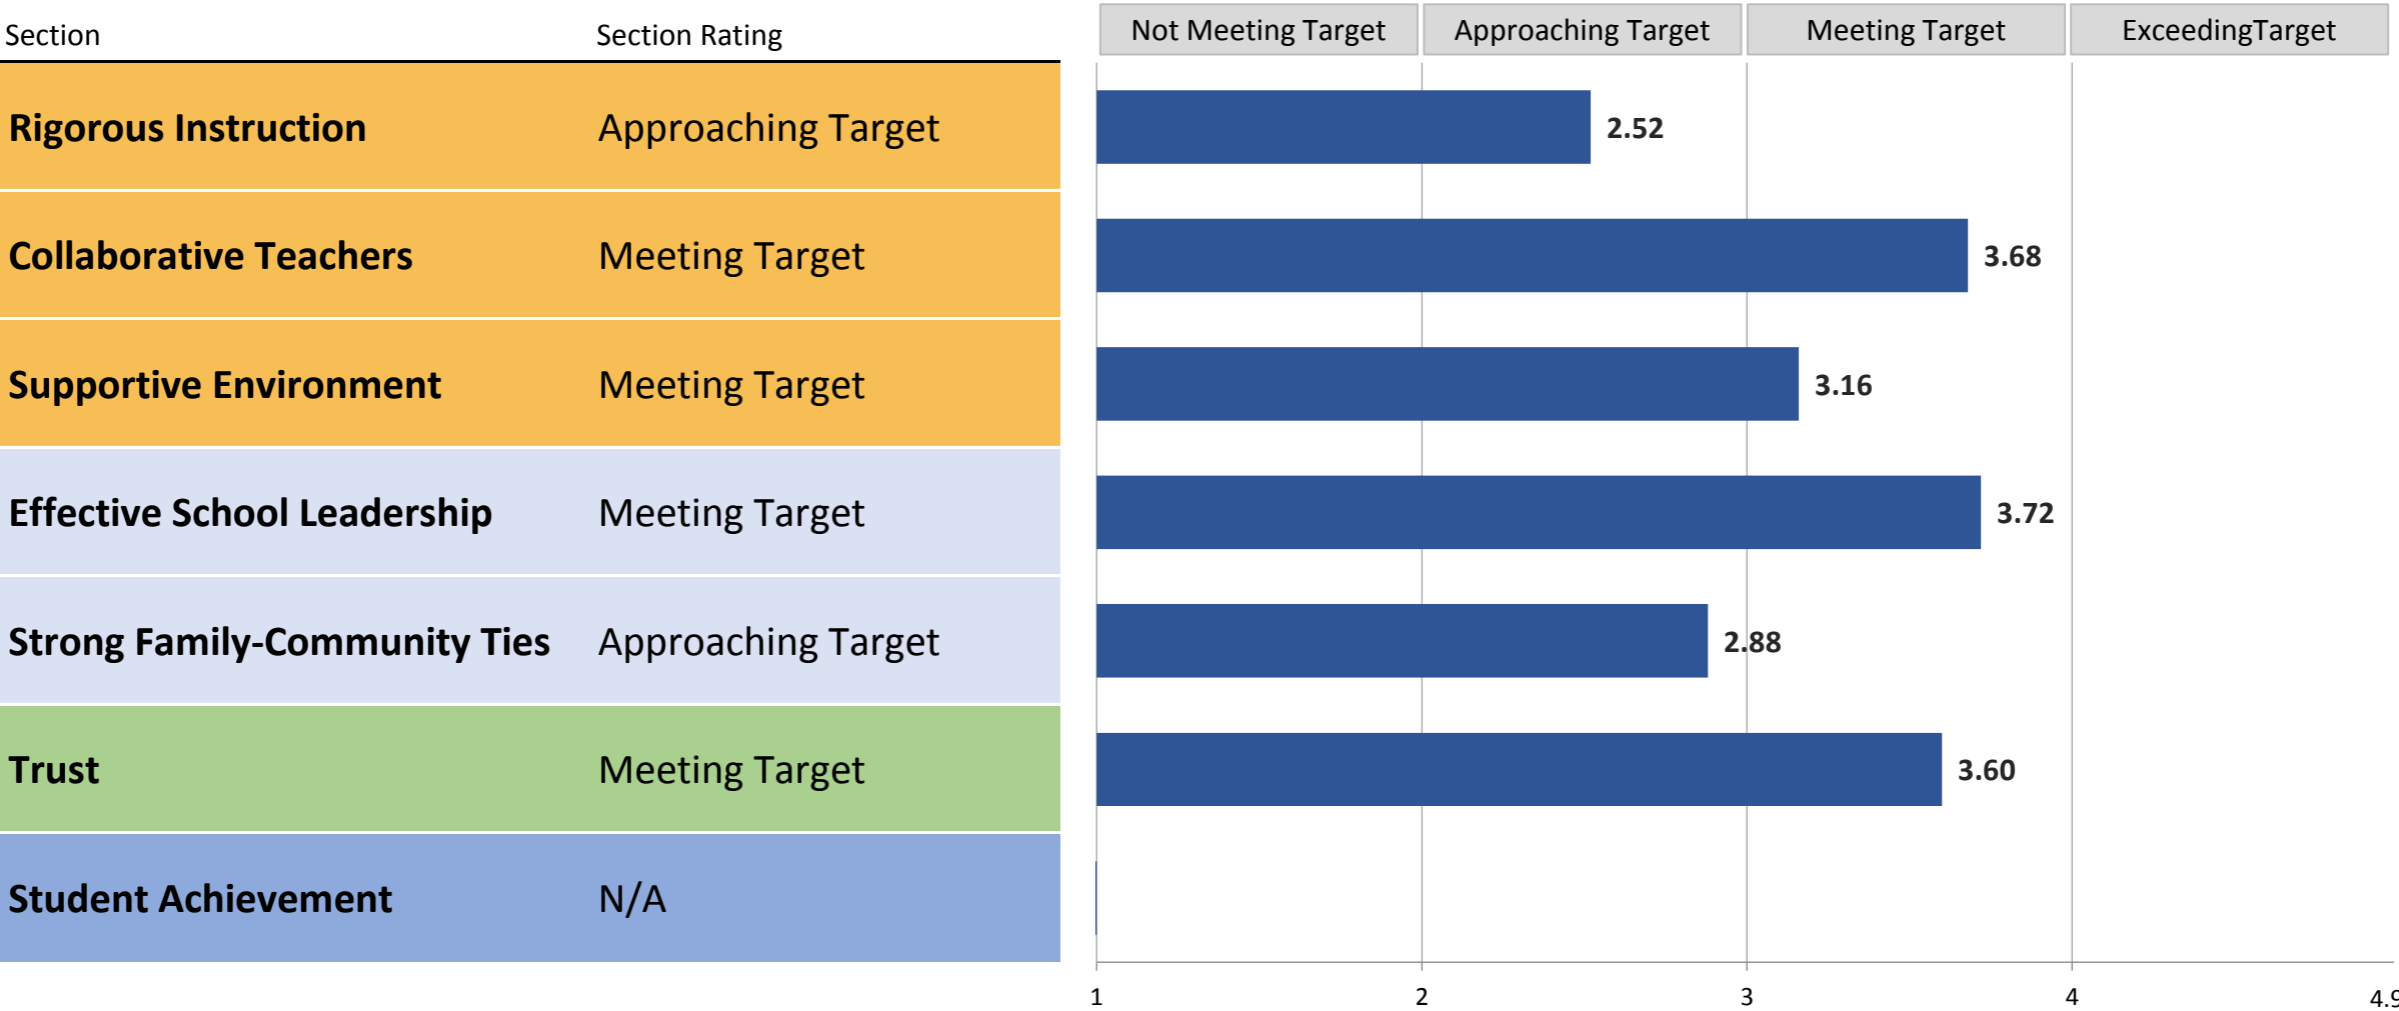 Section Section Rating Not Meeting Target Approaching Target Meeting Target ExceedingTarget
Rigorous Instruction Approaching Target 2.52
Collaborative Teachers Meeting Target 3.68
Supportive Environment Meeting Target 3.16
Effective School Leadership Meeting Target 3.72
Strong Family-Community Ties Approaching Target 2.88
Trust Meeting Target 3.60
Student Achievement N/A
1 2 3 4 4.9